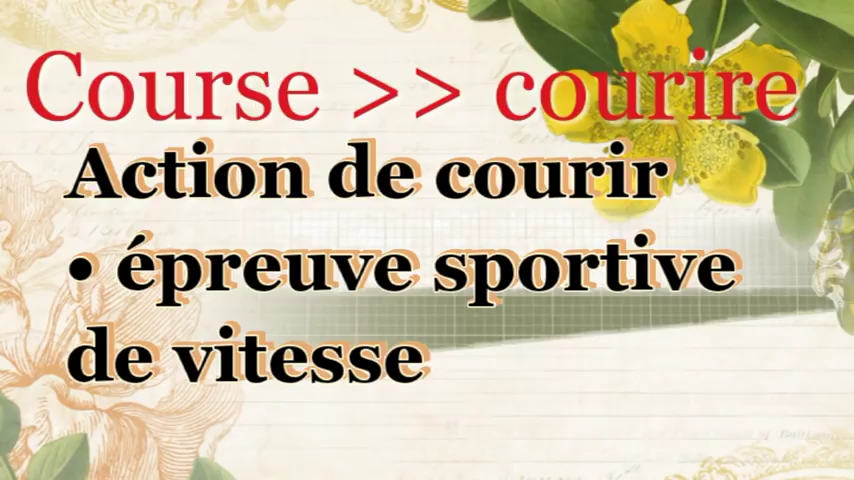 Course >> courire
Action de courir
• épreuve sportive
de vitesse